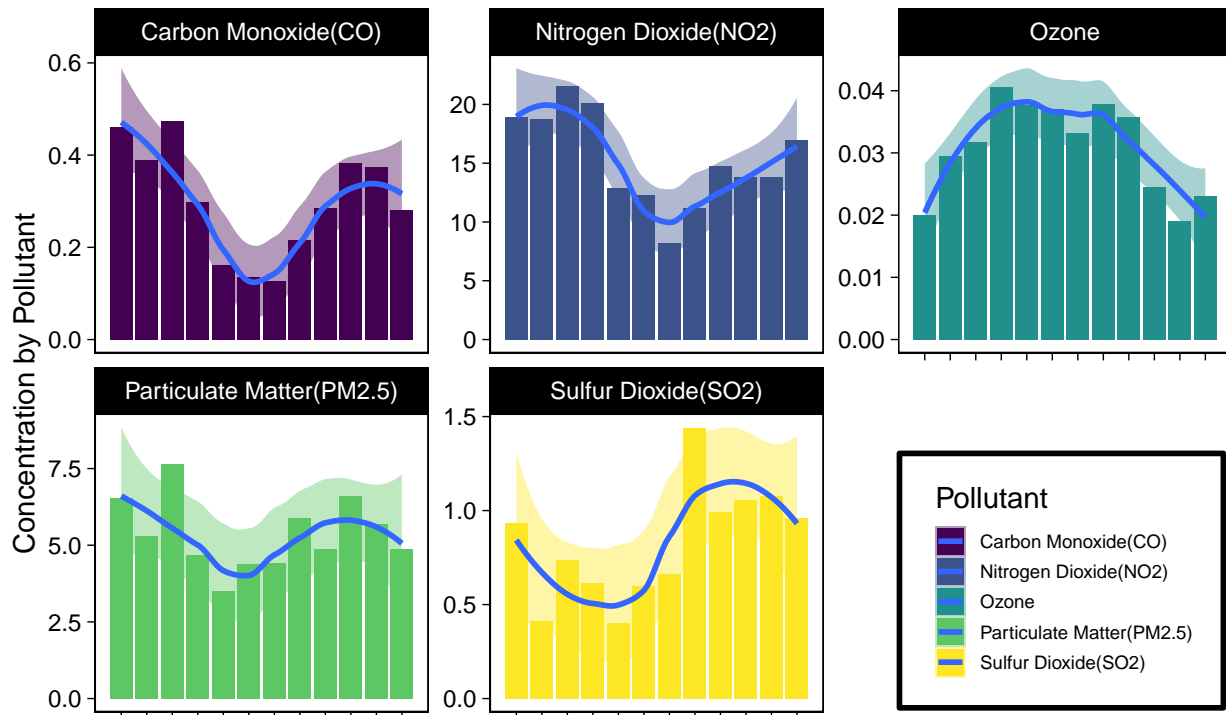 Carbon Monoxide(CO)
Nitrogen Dioxide(NO2)
Ozone
Concentration by Pollutant
0.6
0.4
0.2
0.0
20
15
10
5
0
0.04
0.03
0.02
0.01
0.00
Particulate Matter(PM2.5)
Sulfur Dioxide(SO2)
7.5
5.0
2.5
0.0
1.5
1.0
0.5
0.0
Pollutant
Carbon Monoxide(CO)
Nitrogen Dioxide(NO2)
Ozone
Particulate Matter(PM2.5)
Sulfur Dioxide(SO2)